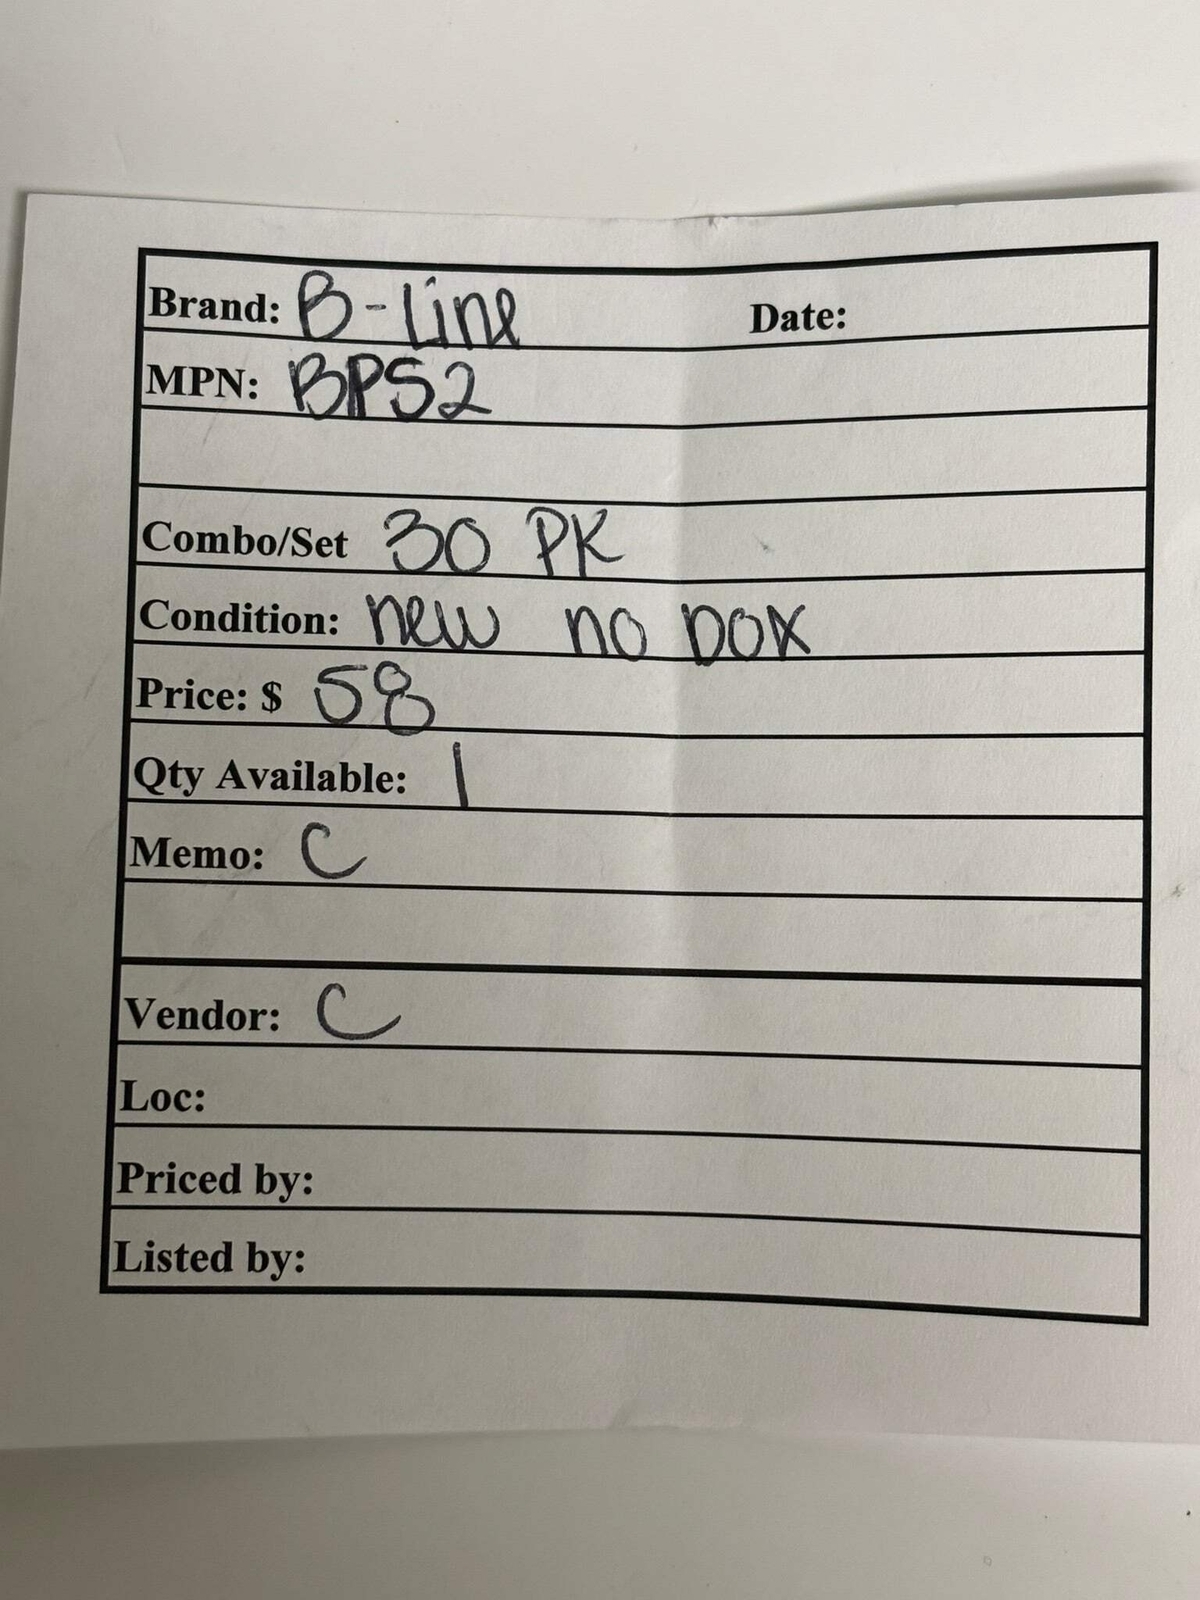 Brand: B-Line Date:
MPN: BPS2
Combo/Set 30 PK
Condition: new no box
Price: $ 58
Qty Available: 1
Memo: C
Vendor: C
Loc:
Priced by:
Listed by: